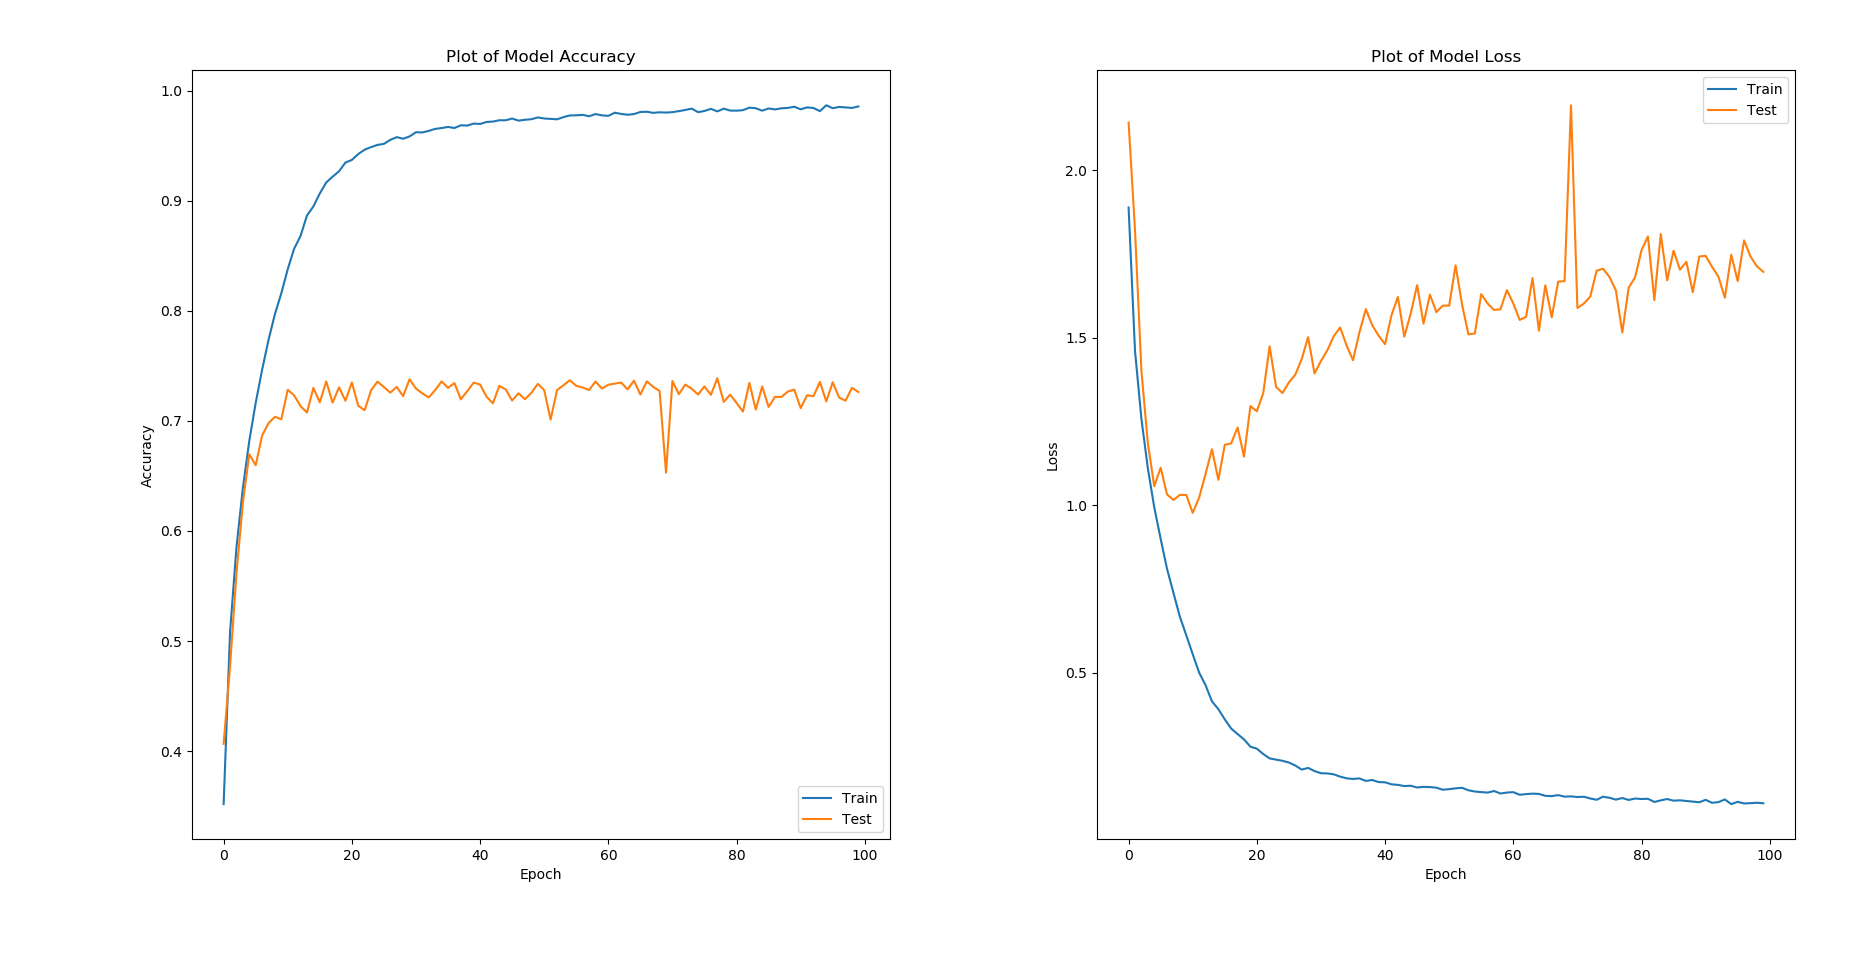 Plot of Model Accuracy
1.0
0.9
0.8
0.7
0.6
0.5
0.4
Accuracy
0 20 40 60 80 100
Epoch
Train
Test
Plot of Model Loss
2.0
1.5
1.0
0.5
Loss
0 20 40 60 80 100
Epoch
Train
Test